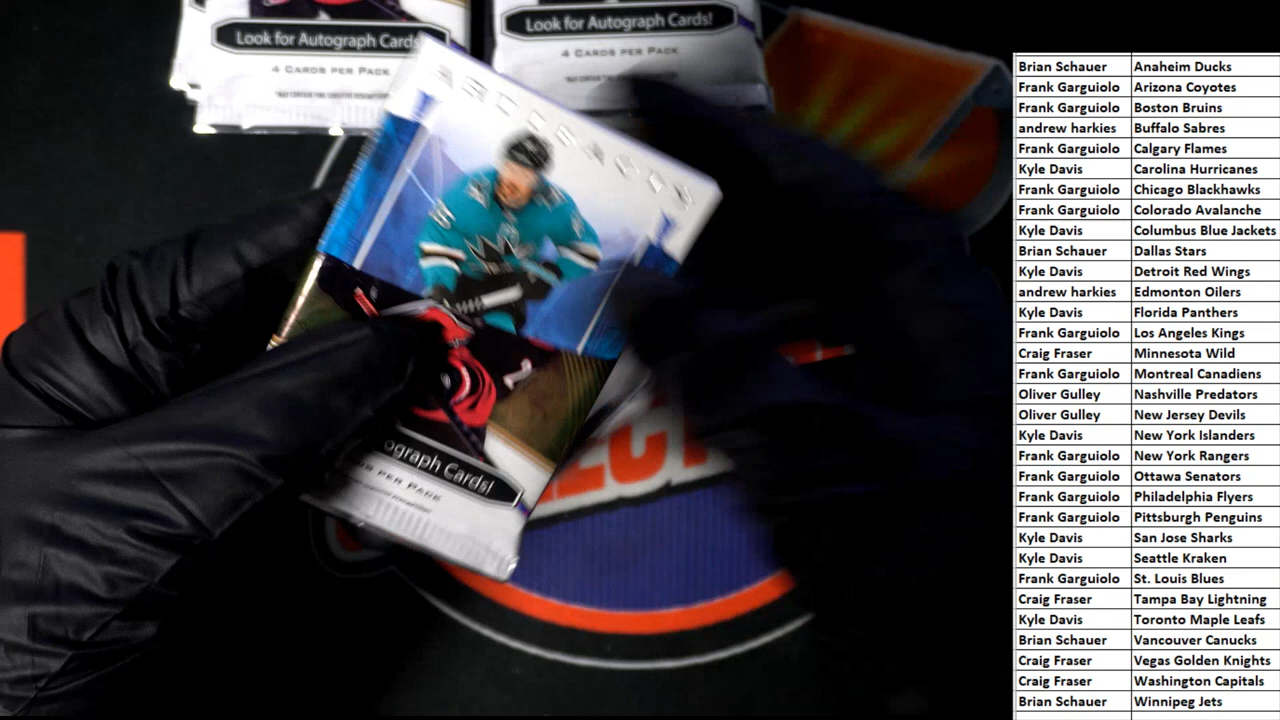 Look for Autograph Cards!
4 Cards per Pack
Look for Autograph Cards!
4 Cards per Pack
ograph Cards!
per Pack
Brian Schauer Anaheim Ducks
Frank Garguiolo Arizona Coyotes
Frank Garguiolo Boston Bruins
andrew harkies Buffalo Sabres
Frank Garguiolo Calgary Flames
Kyle Davis Carolina Hurricanes
Frank Garguiolo Chicago Blackhawks
Frank Garguiolo Colorado Avalanche
Kyle Davis Columbus Blue Jackets
Brian Schauer Dallas Stars
Kyle Davis Detroit Red Wings
andrew harkies Edmonton Oilers
Kyle Davis Florida Panthers
Frank Garguiolo Los Angeles Kings
Craig Fraser Minnesota Wild
Frank Garguiolo Montreal Canadiens
Oliver Gulley Nashville Predators
Oliver Gulley New Jersey Devils
Kyle Davis New York Islanders
Frank Garguiolo New York Rangers
Frank Garguiolo Ottawa Senators
Frank Garguiolo Philadelphia Flyers
Frank Garguiolo Pittsburgh Penguins
Kyle Davis San Jose Sharks
Kyle Davis Seattle Kraken
Frank Garguiolo St. Louis Blues
Craig Fraser Tampa Bay Lightning
Kyle Davis Toronto Maple Leafs
Brian Schauer Vancouver Canucks
Craig Fraser Vegas Golden Knights
Craig Fraser Washington Capitals
Brian Schauer Winnipeg Jets